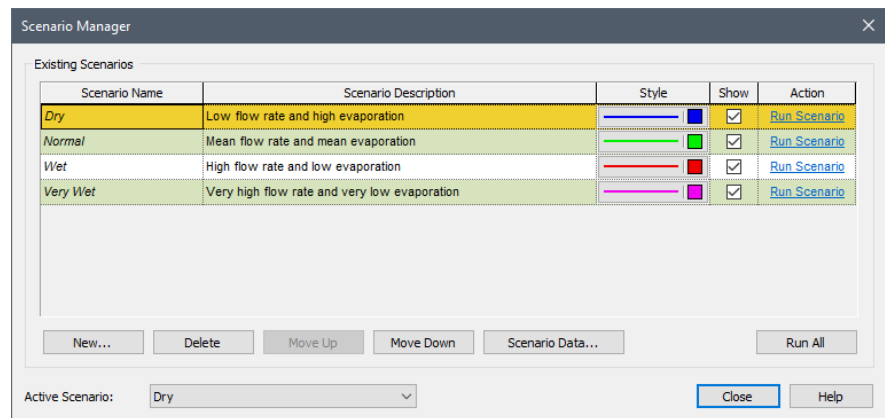 Scenario Manager
Existing Scenarios
Scenario Name Scenario Description Style Show Action
Dry Low flow rate and high evaporation Run Scenario
Normal Mean flow rate and mean evaporation Run Scenario
Wet High flow rate and low evaporation Run Scenario
Very Wet Very high flow rate and very low evaporation Run Scenario
New... Delete Move Up Move Down Scenario Data... Run All
Active Scenario: Dry Close Help